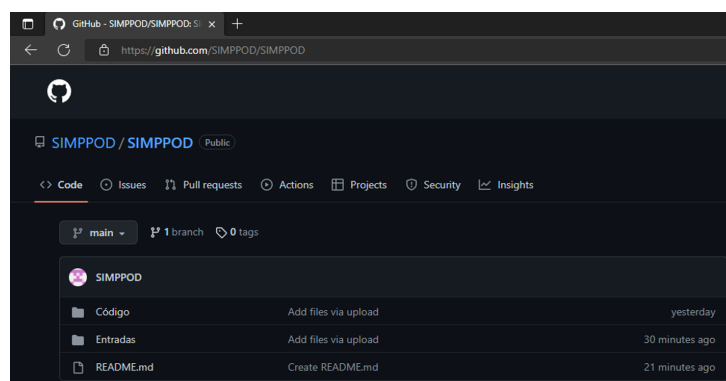 GitHub - SIMPPOD/SIMPPOD: Si
https://github.com/SIMPPOD/SIMPPOD
SIMPPOD / SIMPPOD Public
Code Issues Pull requests Actions Projects Security Insights
main 1 branch 0 tags
SIMPPOD
Código Add files via upload yesterday
Entradas Add files via upload 30 minutes ago
README.md Create README.md 21 minutes ago